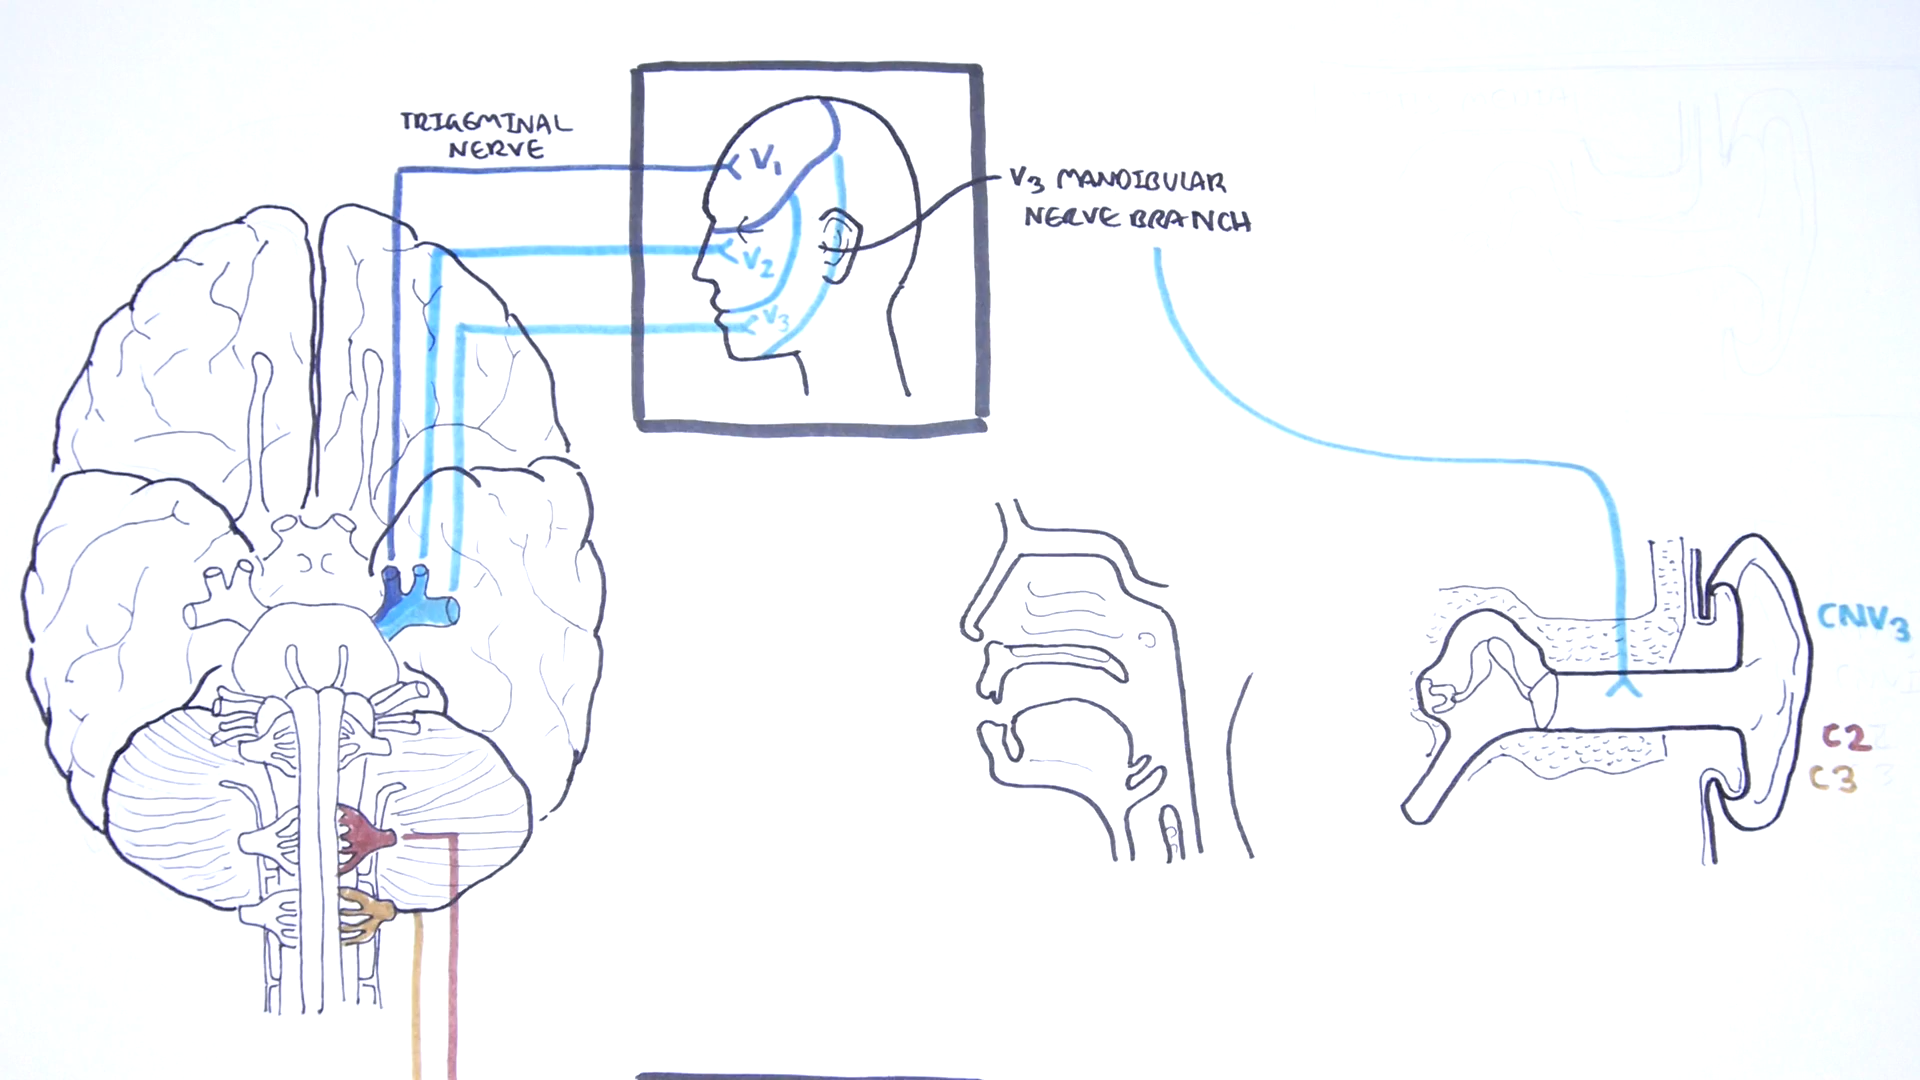 TRIGEMINAL
NERVE
V1
V2
V3
V3 MANDIBULAR
NERVE BRANCH
CNV3
C2
C3